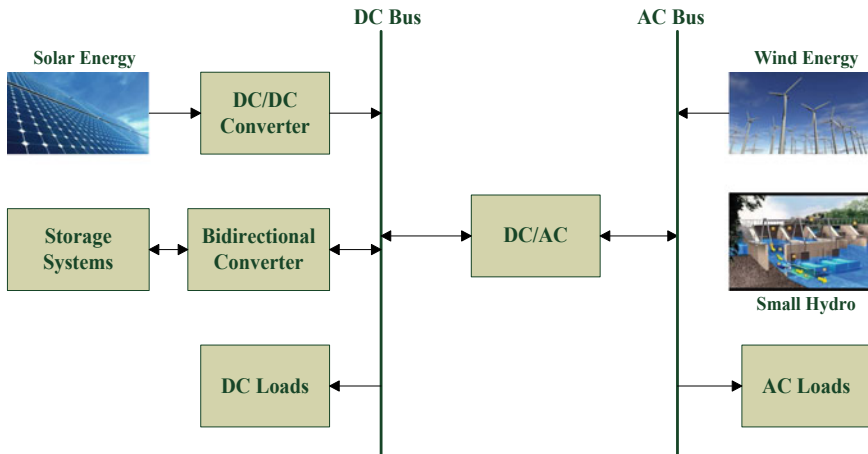 DC Bus
AC Bus
Solar Energy
Wind Energy
DC/DC
Converter
Storage
Systems
Bidirectional
Converter
DC/AC
Small Hydro
DC Loads
AC Loads